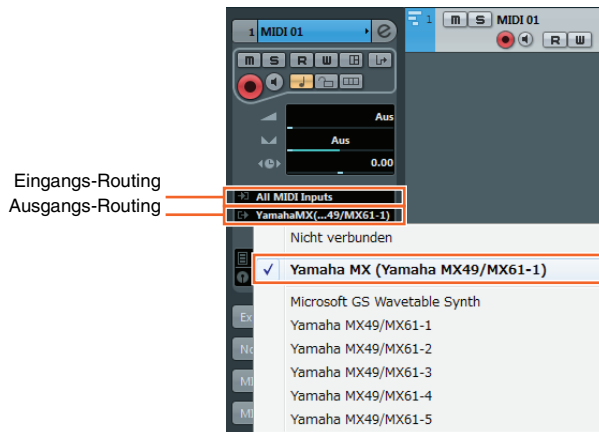 1 MIDI 01
1 m S MIDI 01
R W
m S R W
Aus
Aus
0.00
Eingangs-Routing
All MIDI Inputs
Ausgangs-Routing
YamahaMX(...49/MX61-1)
Nicht verbunden
✓ Yamaha MX (Yamaha MX49/MX61-1)
Microsoft GS Wavetable Synth
Yamaha MX49/MX61-1
Yamaha MX49/MX61-2
Yamaha MX49/MX61-3
Yamaha MX49/MX61-4
Yamaha MX49/MX61-5